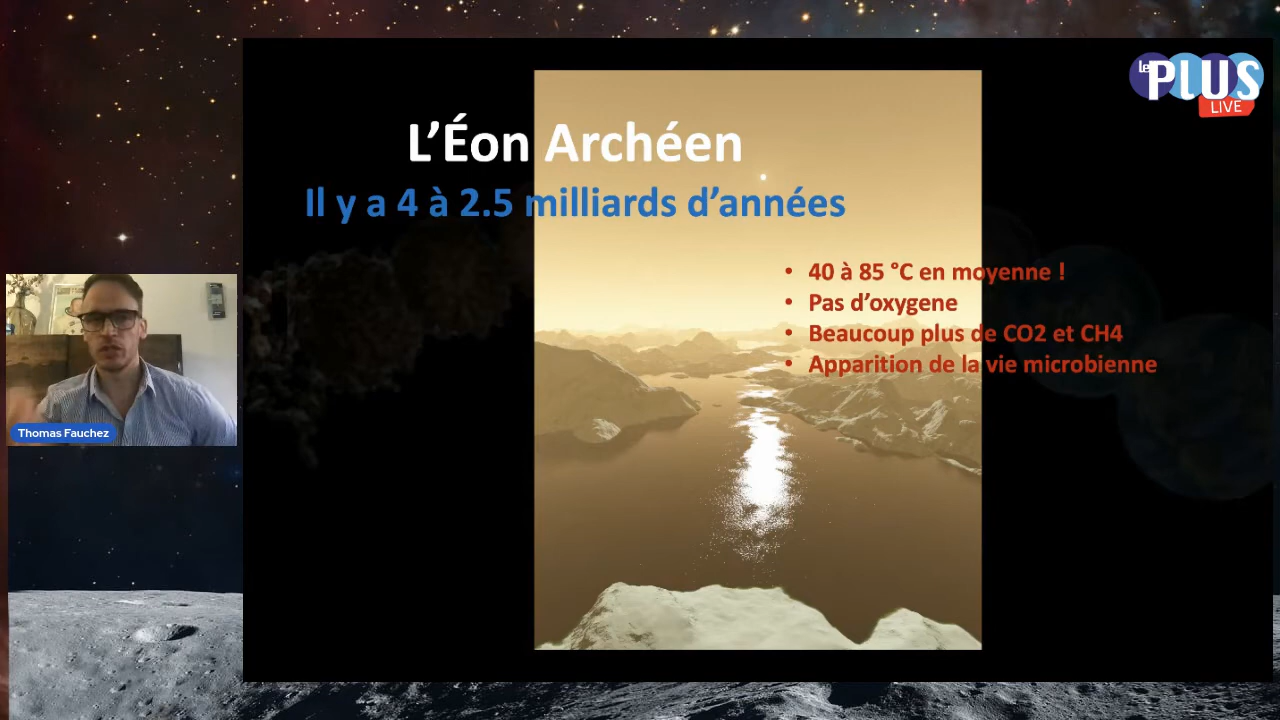 le PLUS
LIVE
L'Éon Archéen
Il y a 4 à 2.5 milliards d'années
• 40 à 85 °C en moyenne !
• Pas d'oxygene
• Beaucoup plus de CO2 et CH4
• Apparition de la vie microbienne
Thomas Fauchez